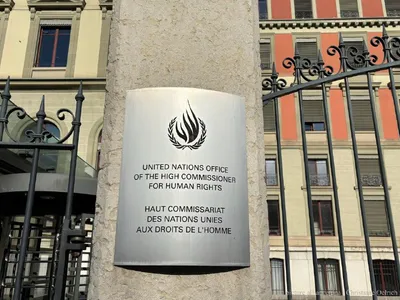 UNITED NATIONS OFFICE
OF THE HIGH COMMISSIONER
FOR HUMAN RIGHTS
HAUT COMMISSARIAT
DES NATIONS UNIES
AUX DROITS DE L'HOMME